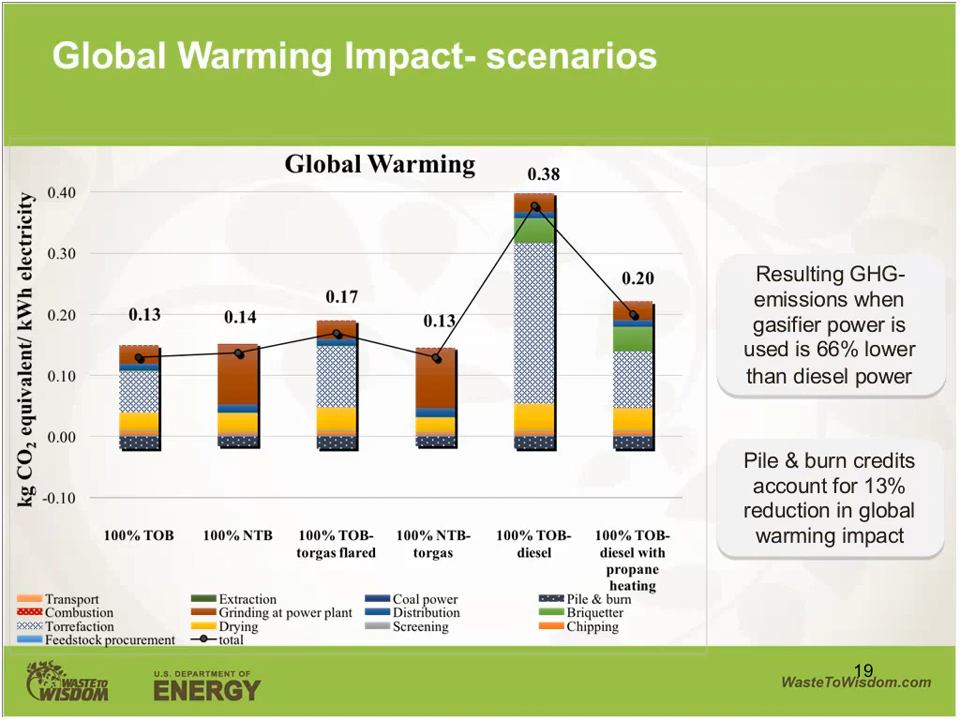 Global Warming Impact- scenarios
Global Warming
kg CO2 equivalent/ kWh electricity
0.40
0.30
0.20
0.10
0.00
-0.10
0.13
0.14
0.17
0.13
0.38
0.20
100% TOB
100% NTB
100% TOB-
torgas flared
100% NTB-
torgas
100% TOB-
diesel
100% TOB-
diesel with
propane
heating
Transport Extraction Coal power Pile & burn
Combustion Grinding at power plant Distribution Briquetter
Torrefaction Drying Screening Chipping
Feedstock procurement total
Resulting GHG-
emissions when
gasifier power is
used is 66% lower
than diesel power
Pile & burn credits
account for 13%
reduction in global
warming impact
WASTE TO
WISDOM
U.S. DEPARTMENT OF
ENERGY
19
WasteToWisdom.com